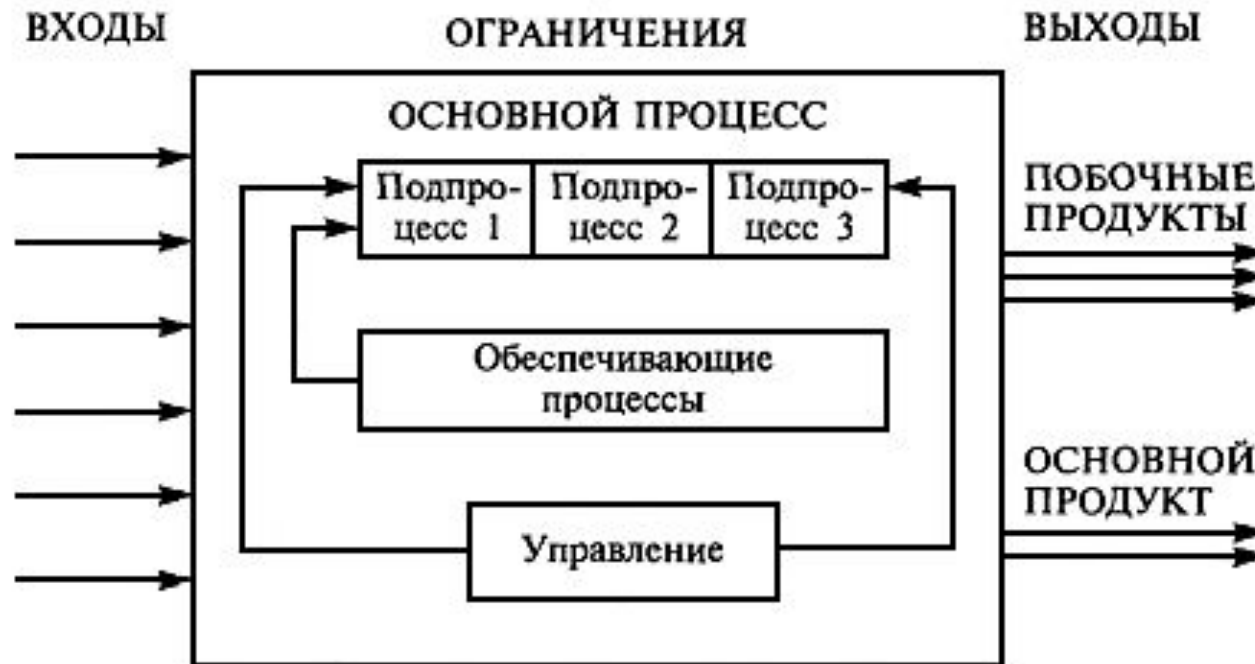 ВХОДЫ
ОГРАНИЧЕНИЯ
ВЫХОДЫ
ОСНОВНОЙ ПРОЦЕСС
Подпро-
цесс 1
Подпро-
цесс 2
Подпро-
цесс 3
ПОБОЧНЫЕ
ПРОДУКТЫ
Обеспечивающие
процессы
ОСНОВНОЙ
ПРОДУКТ
Управление